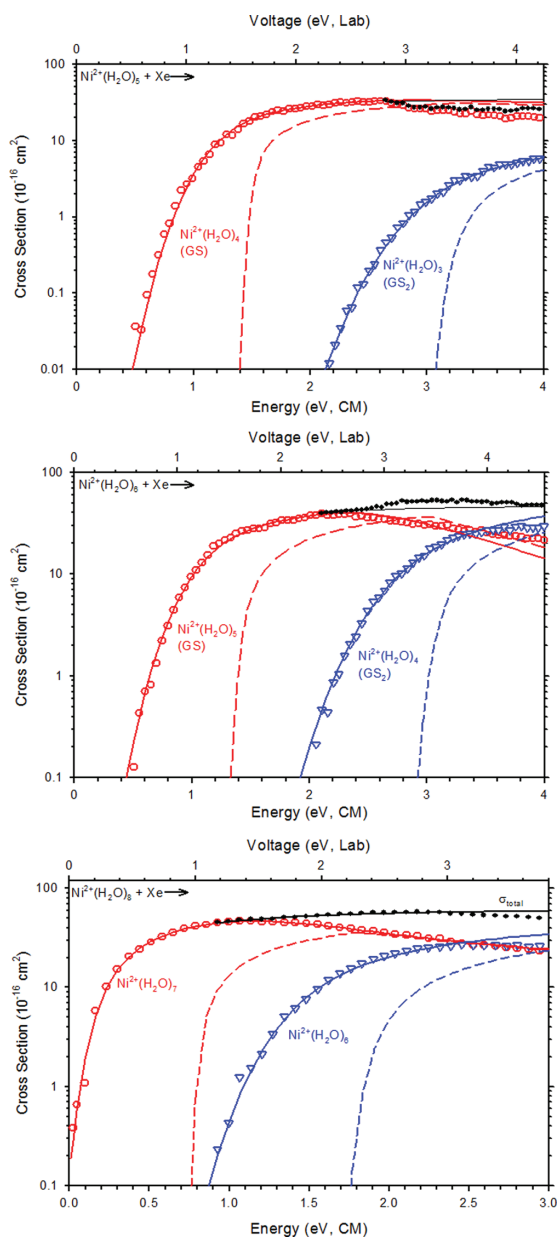 Voltage (eV, Lab)
0 1 2 3 4
Ni²⁺(H₂O)₅ + Xe→
100
10
1
0.1
0.01
Cross Section (10⁻¹⁶ cm²)
Ni²⁺(H₂O)₄
(GS)
Ni²⁺(H₂O)₃
(GS₂)
0 1 2 3 4
Energy (eV, CM)
Voltage (eV, Lab)
0 1 2 3 4
Ni²⁺(H₂O)₆ + Xe→
100
10
1
0.1
Cross Section (10⁻¹⁶ cm²)
Ni²⁺(H₂O)₅
(GS)
Ni²⁺(H₂O)₄
(GS₂)
0 1 2 3 4
Energy (eV, CM)
Voltage (eV, Lab)
0 1 2 3
Ni²⁺(H₂O)₈ + Xe→
σtotal
100
10
1
0.1
Cross Section (10⁻¹⁶ cm²)
Ni²⁺(H₂O)₇
Ni²⁺(H₂O)₆
0.0 0.5 1.0 1.5 2.0 2.5 3.0
Energy (eV, CM)